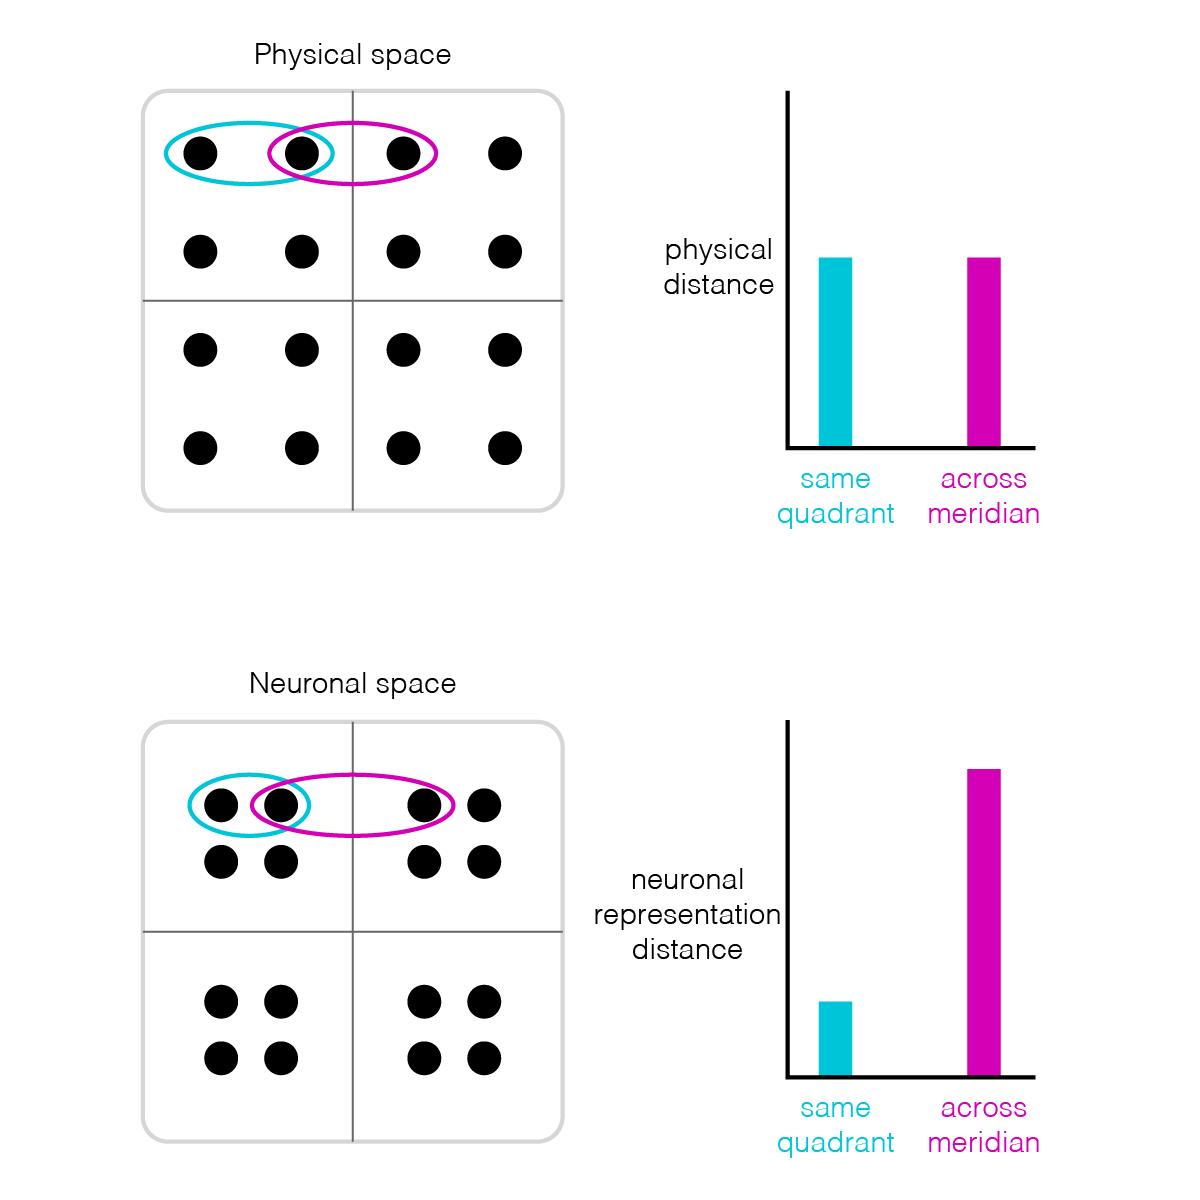 Physical space
physical
distance
same
quadrant
across
meridian
Neuronal space
neuronal
representation
distance
same
quadrant
across
meridian